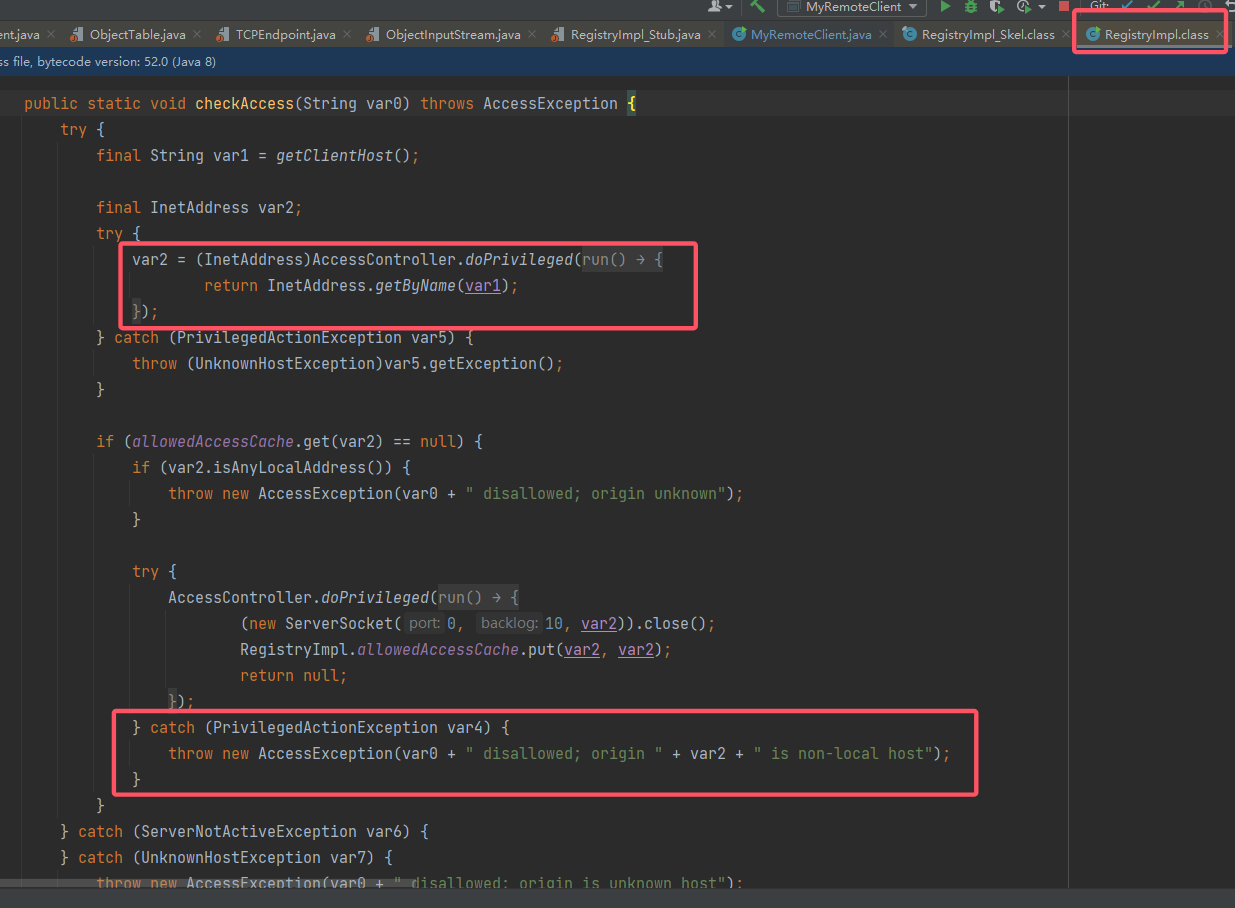 MyRemoteClient Git:
ent.java ObjectTable.java TCPEndpoint.java ObjectInputStream.java RegistryImpl_Stub.java MyRemoteClient.java RegistryImpl_Skel.class RegistryImpl.class
ss file, bytecode version: 52.0 (Java 8)
public static void checkAccess(String var0) throws AccessException {
try {
final String var1 = getClientHost();
final InetAddress var2;
try {
var2 = (InetAddress)AccessController.doPrivileged(run() → {
return InetAddress.getByName(var1);
});
} catch (PrivilegedActionException var5) {
throw (UnknownHostException)var5.getException();
}
if (allowedAccessCache.get(var2) == null) {
if (var2.isAnyLocalAddress()) {
throw new AccessException(var0 + " disallowed; origin unknown");
}
try {
AccessController.doPrivileged(run() → {
(new ServerSocket( port: 0, backlog: 10, var2)).close();
RegistryImpl.allowedAccessCache.put(var2, var2);
return null;
});
} catch (PrivilegedActionException var4) {
throw new AccessException(var0 + " disallowed; origin " + var2 + " is non-local host");
}
}
} catch (ServerNotActiveException var6) {
} catch (UnknownHostException var7) {
throw new AccessException(var0 + " disallowed; origin is unknown host");